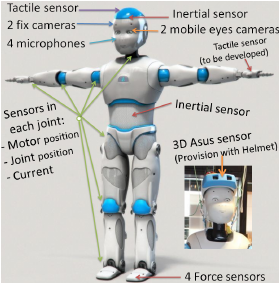 Tactile sensor
2 fix cameras
4 microphones
Inertial sensor
2 mobile eyes cameras
Tactile sensor
(to be developed)
Sensors in
each joint:
- Motor position
- Joint position
- Current
Inertial sensor
3D Asus sensor
(Provision with Helmet)
4 Force sensors